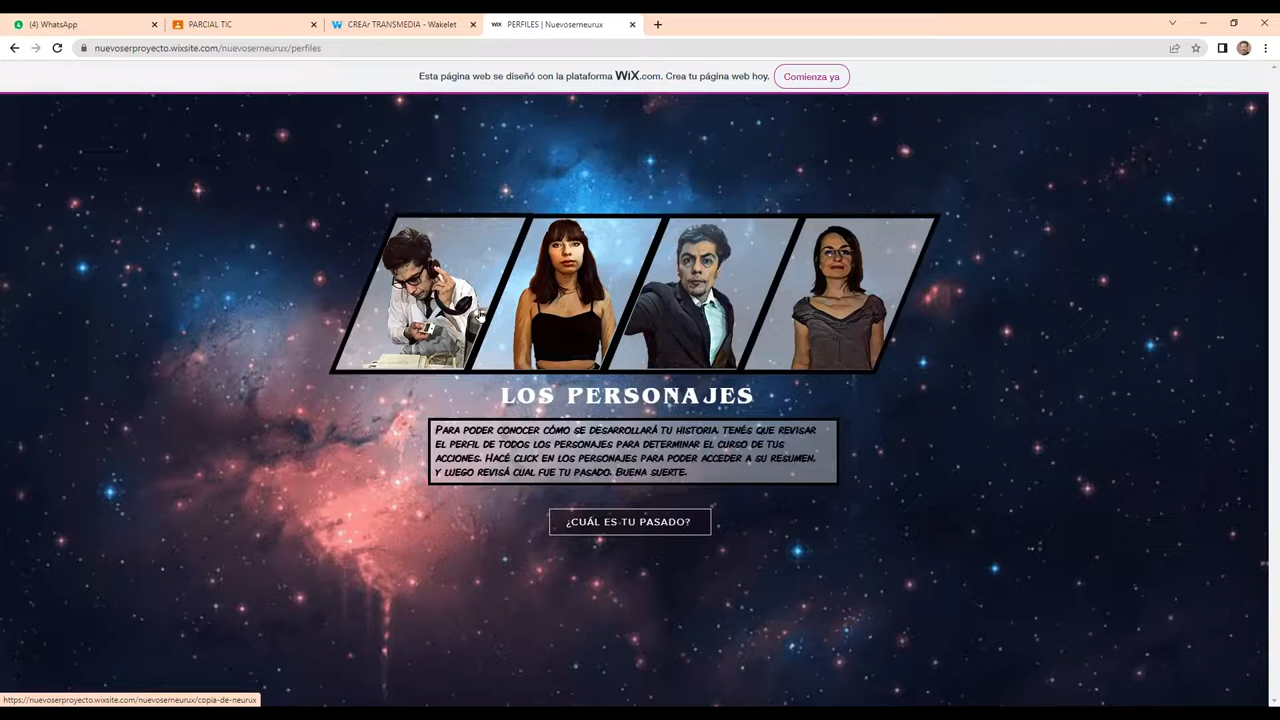 (4) WhatsApp
PARCIAL TIC
CREAr TRANSMEDIA - Wakelet
WiX PERFILES | Nuevoserneurux
nuevoserproyecto.wixsite.com/nuevoserneurux/perfiles
Esta página web se diseñó con la plataforma WiX.com. Crea tu página web hoy. Comienza ya
LOS PERSONAJES
PARA PODER CONOCER CÓMO SE DESARROLLARÁ TU HISTORIA, TENÉS QUE REVISAR
EL PERFIL DE TODOS LOS PERSONAJES PARA DETERMINAR EL CURSO DE TUS
ACCIONES. HACÉ CLICK EN LOS PERSONAJES PARA PODER ACCEDER A SU RESUMEN,
Y LUEGO REVISÁ CUAL FUE TU PASADO. BUENA SUERTE.
¿CUÁL ES TU PASADO?
https://nuevoserproyecto.wixsite.com/nuevoserneurux/copia-de-neurux